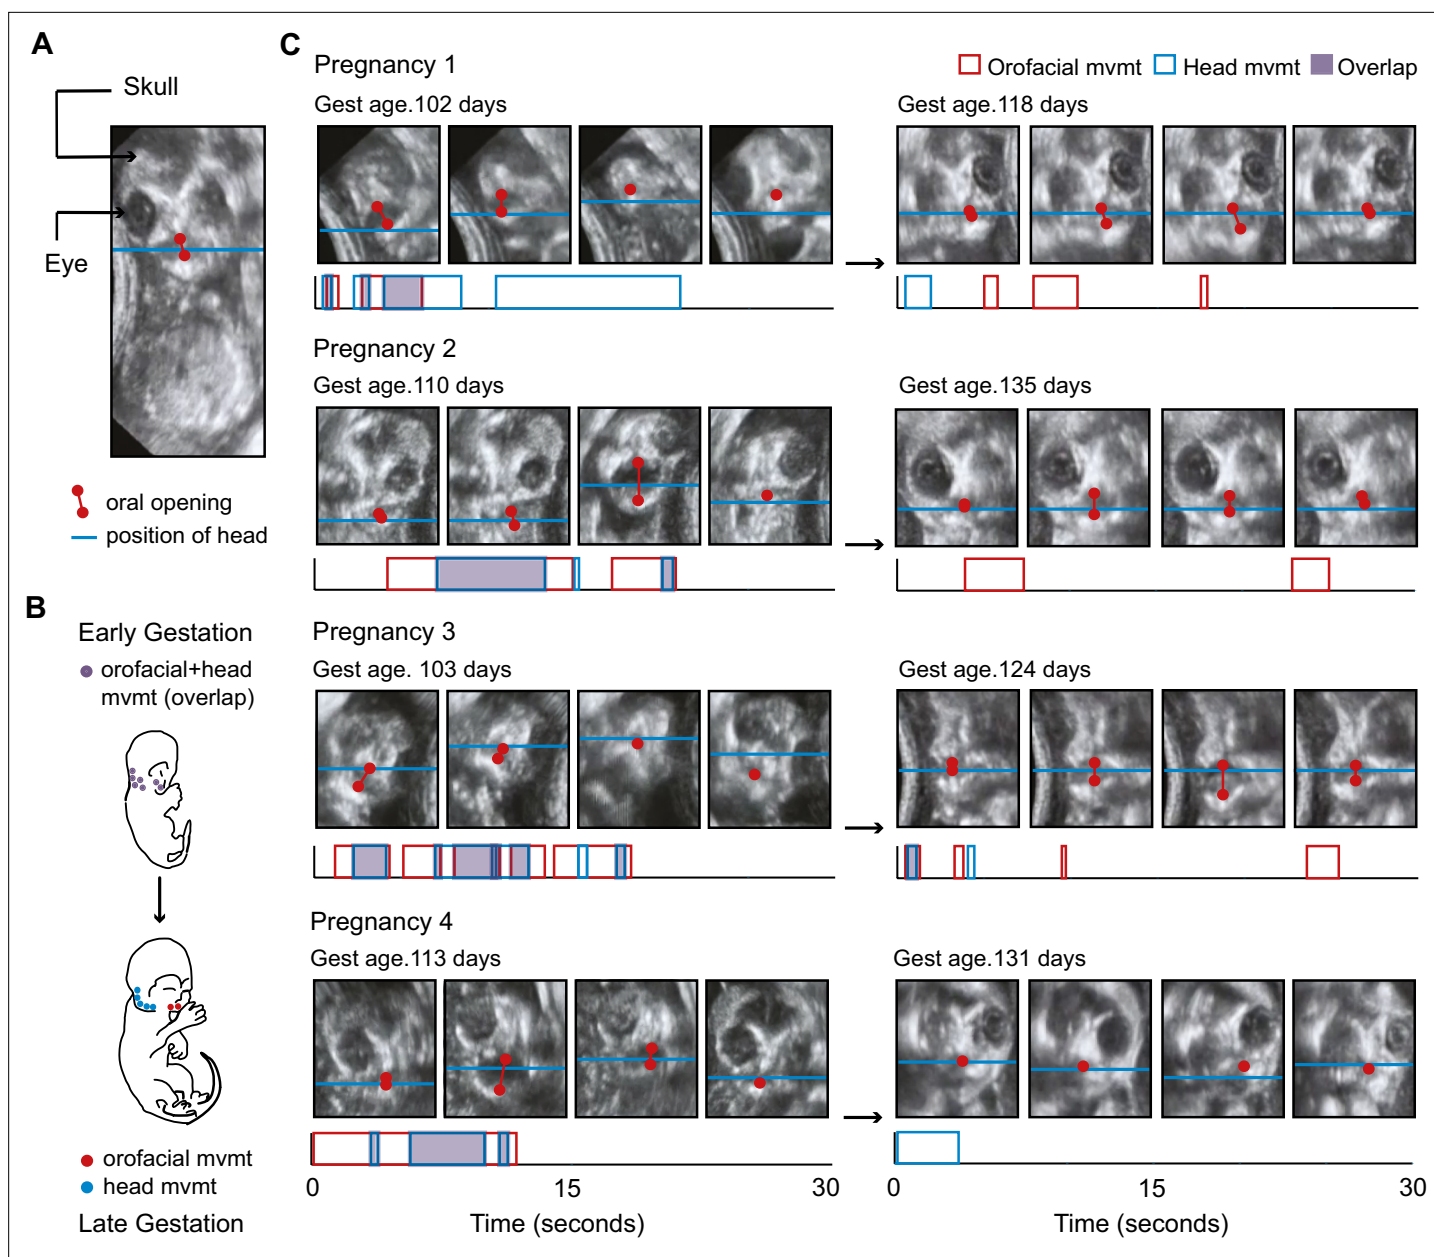 A
Skull
Eye
oral opening
position of head
B
Early Gestation
orofacial+head
mvmt (overlap)
orofacial mvmt
head mvmt
Late Gestation
C
Pregnancy 1
Orofacial mvmt
Head mvmt
Overlap
Gest age.102 days
Gest age.118 days
Pregnancy 2
Gest age.110 days
Gest age.135 days
Pregnancy 3
Gest age. 103 days
Gest age.124 days
Pregnancy 4
Gest age.113 days
Gest age.131 days
0
15
30
0
15
30
Time (seconds)
Time (seconds)